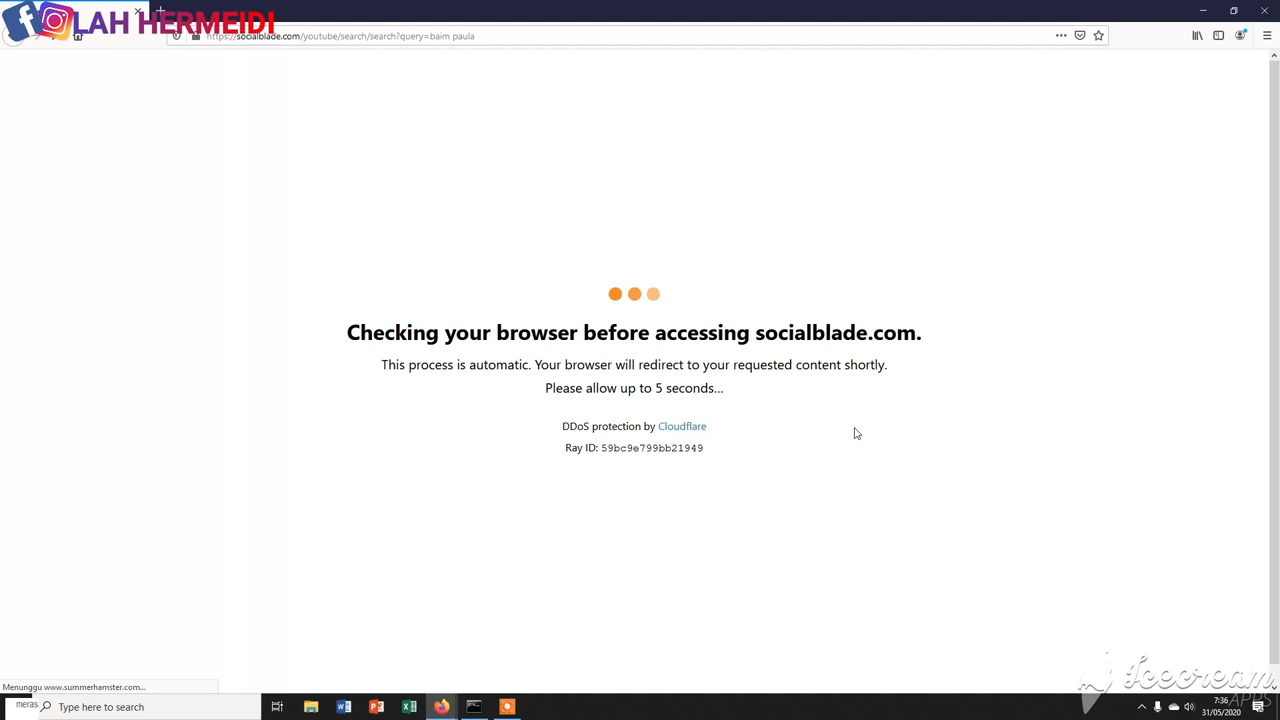 LAH HERMEIDI
https://socialblade.com/youtube/search/search?query=baim paula
Checking your browser before accessing socialblade.com.
This process is automatic. Your browser will redirect to your requested content shortly.
Please allow up to 5 seconds…
DDoS protection by Cloudflare
Ray ID: 59bc9e799bb21949
Menunggu www.summerhamster.com…
meras
Type here to search
Icecream
APPS
7:36
31/05/2020